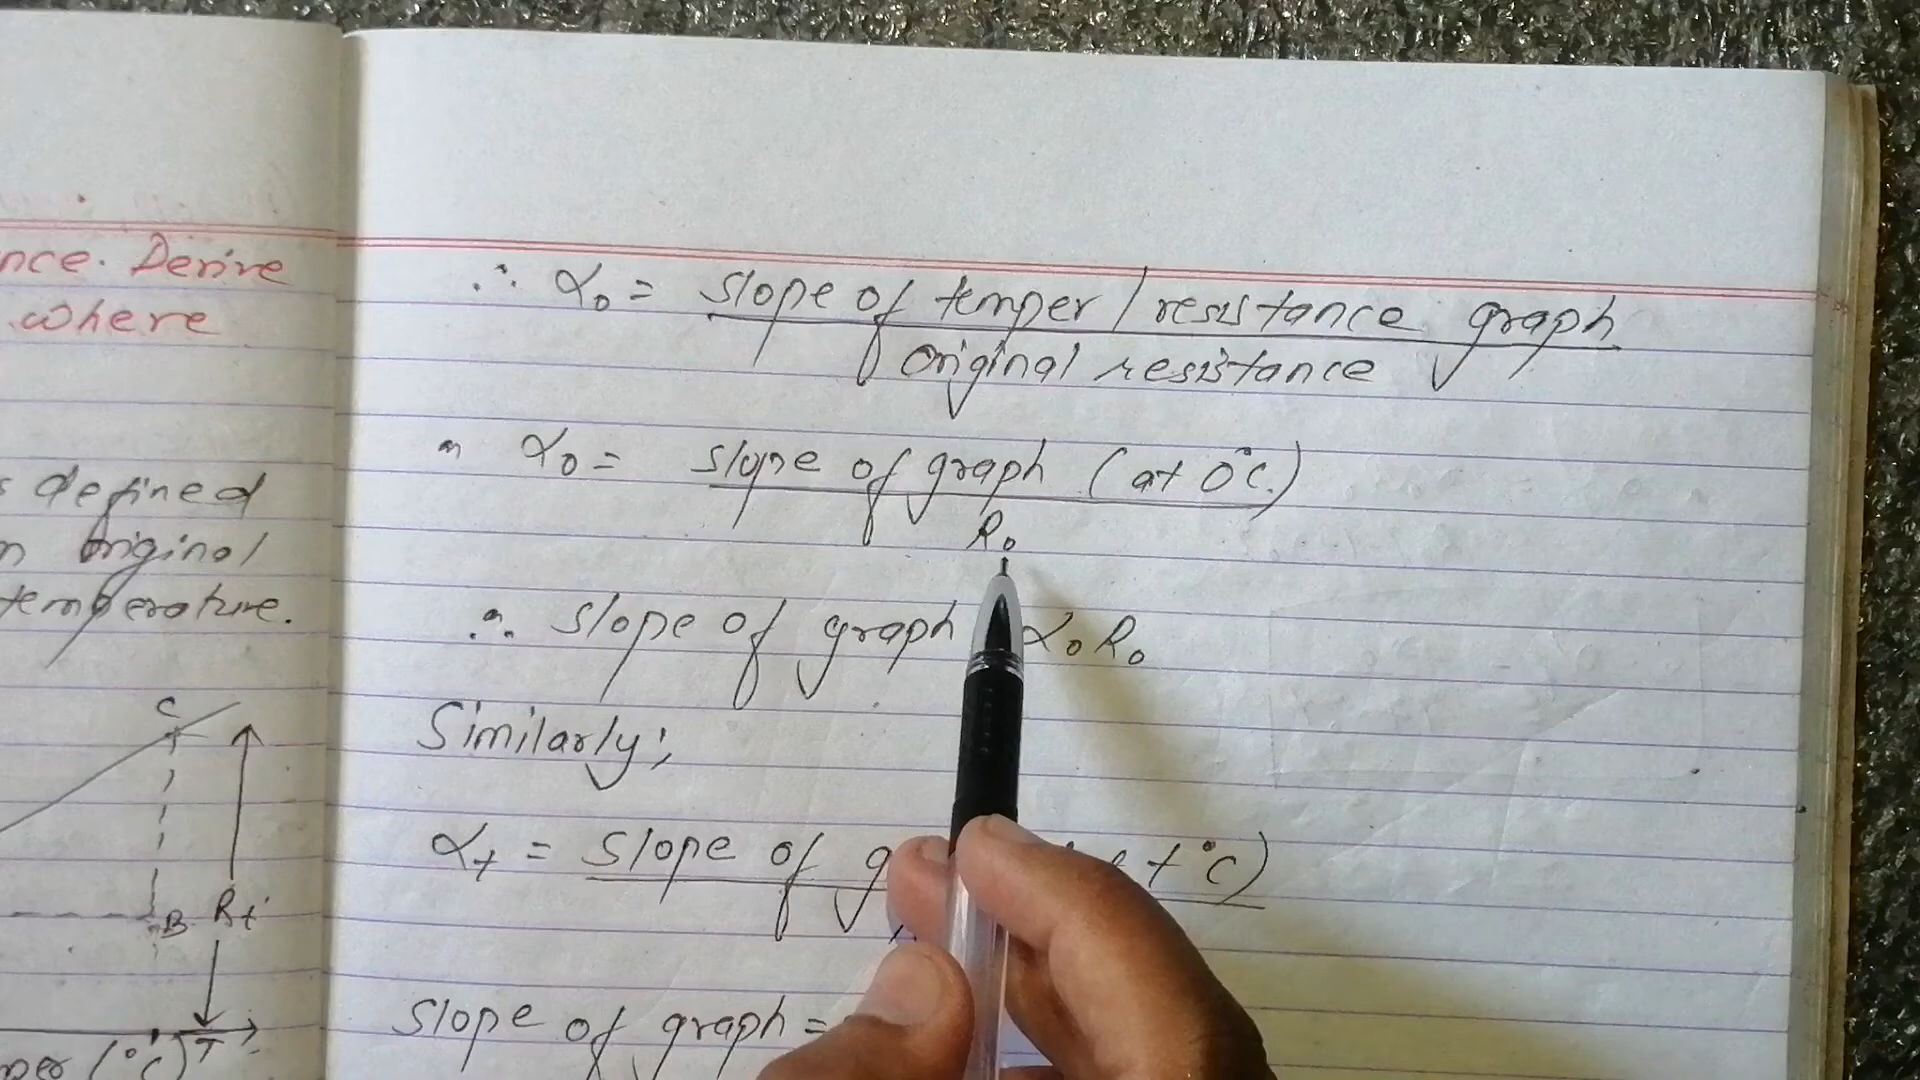 nce. Derive
where
s defined
n original
temperature.
C
B Rt
T
(°C)
∴ α₀ = slope of temper / resistance graph
original resistance
∴ α₀ = slope of graph (at 0°C.)
R₀
∴ slope of graph α₀R₀
Similarly;
αt = slope of t°C)
slope of graph =